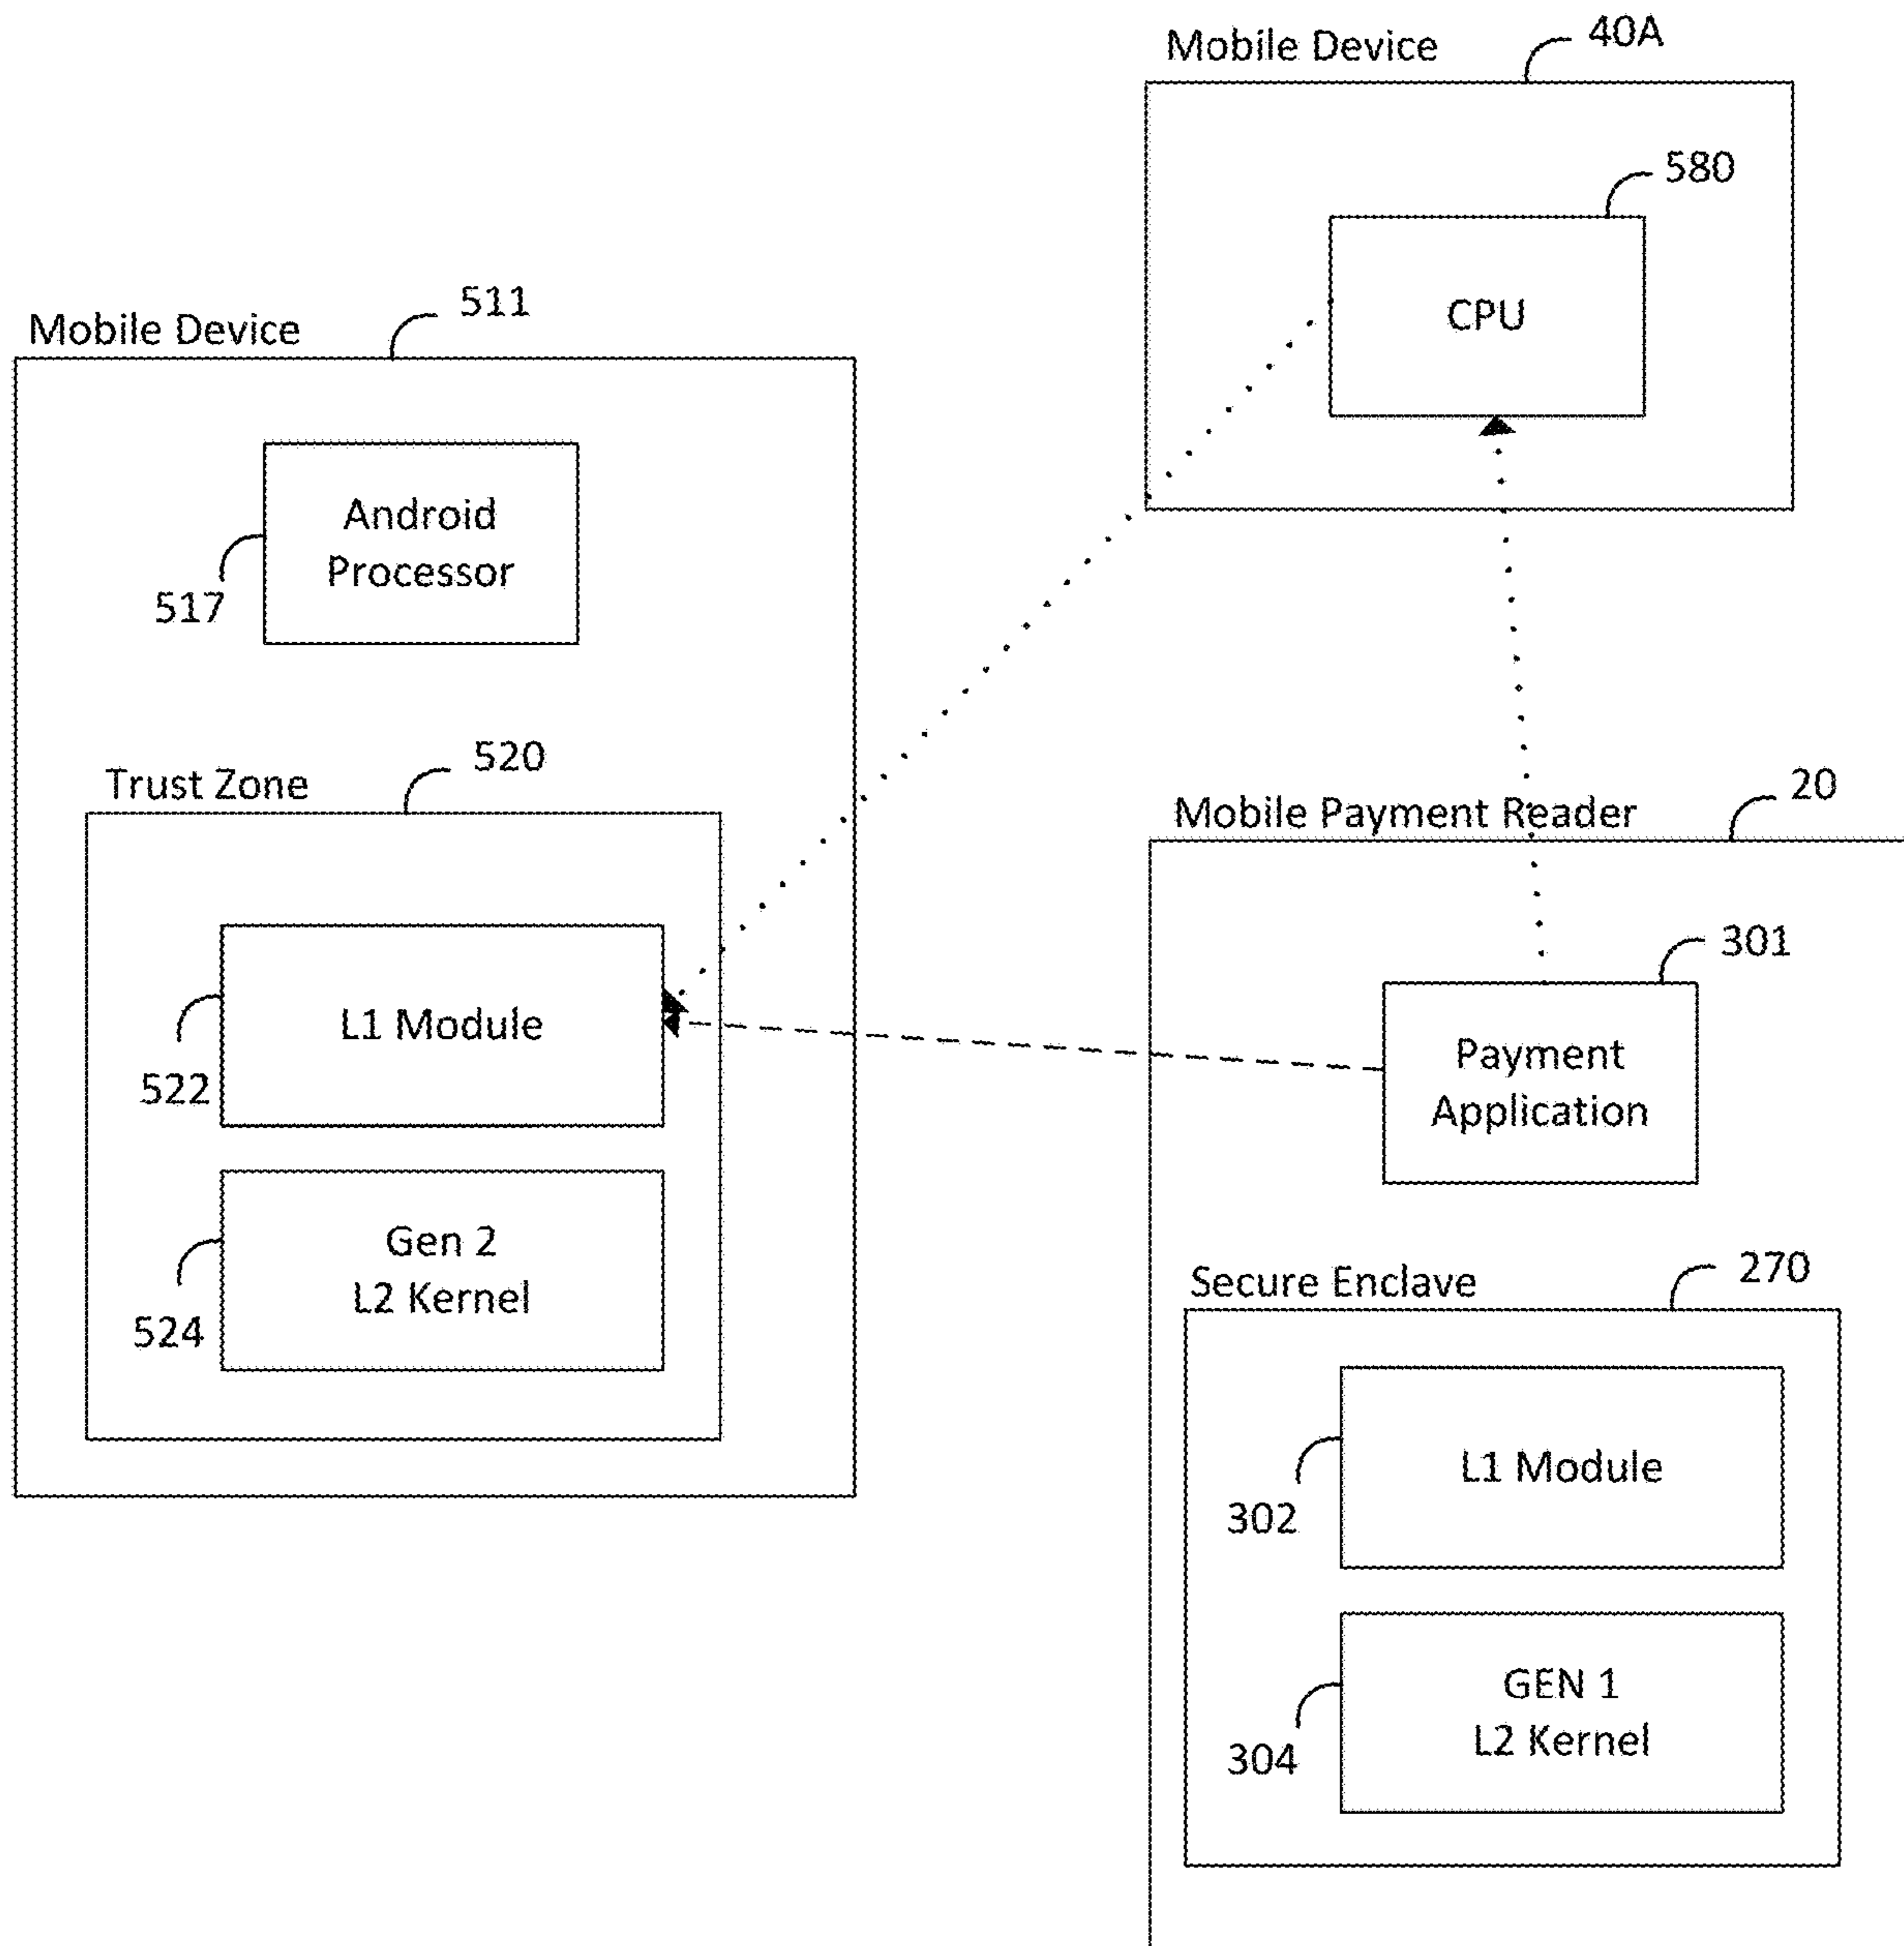 Mobile Device
40A
580
CPU
Mobile Device
511
Android
Processor
517
Trust Zone
520
L1 Module
522
Gen 2
L2 Kernel
524
Mobile Payment Reader
20
301
Payment
Application
Secure Enclave
270
L1 Module
302
GEN 1
L2 Kernel
304